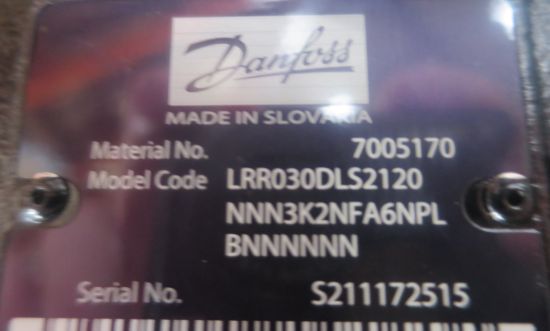 Danfoss
MADE IN SLOVAKIA
Material No. 7005170
Model Code LRR030DLS2120
NNN3K2NFA6NPL
BNNNNNN
Serial No. S211172515